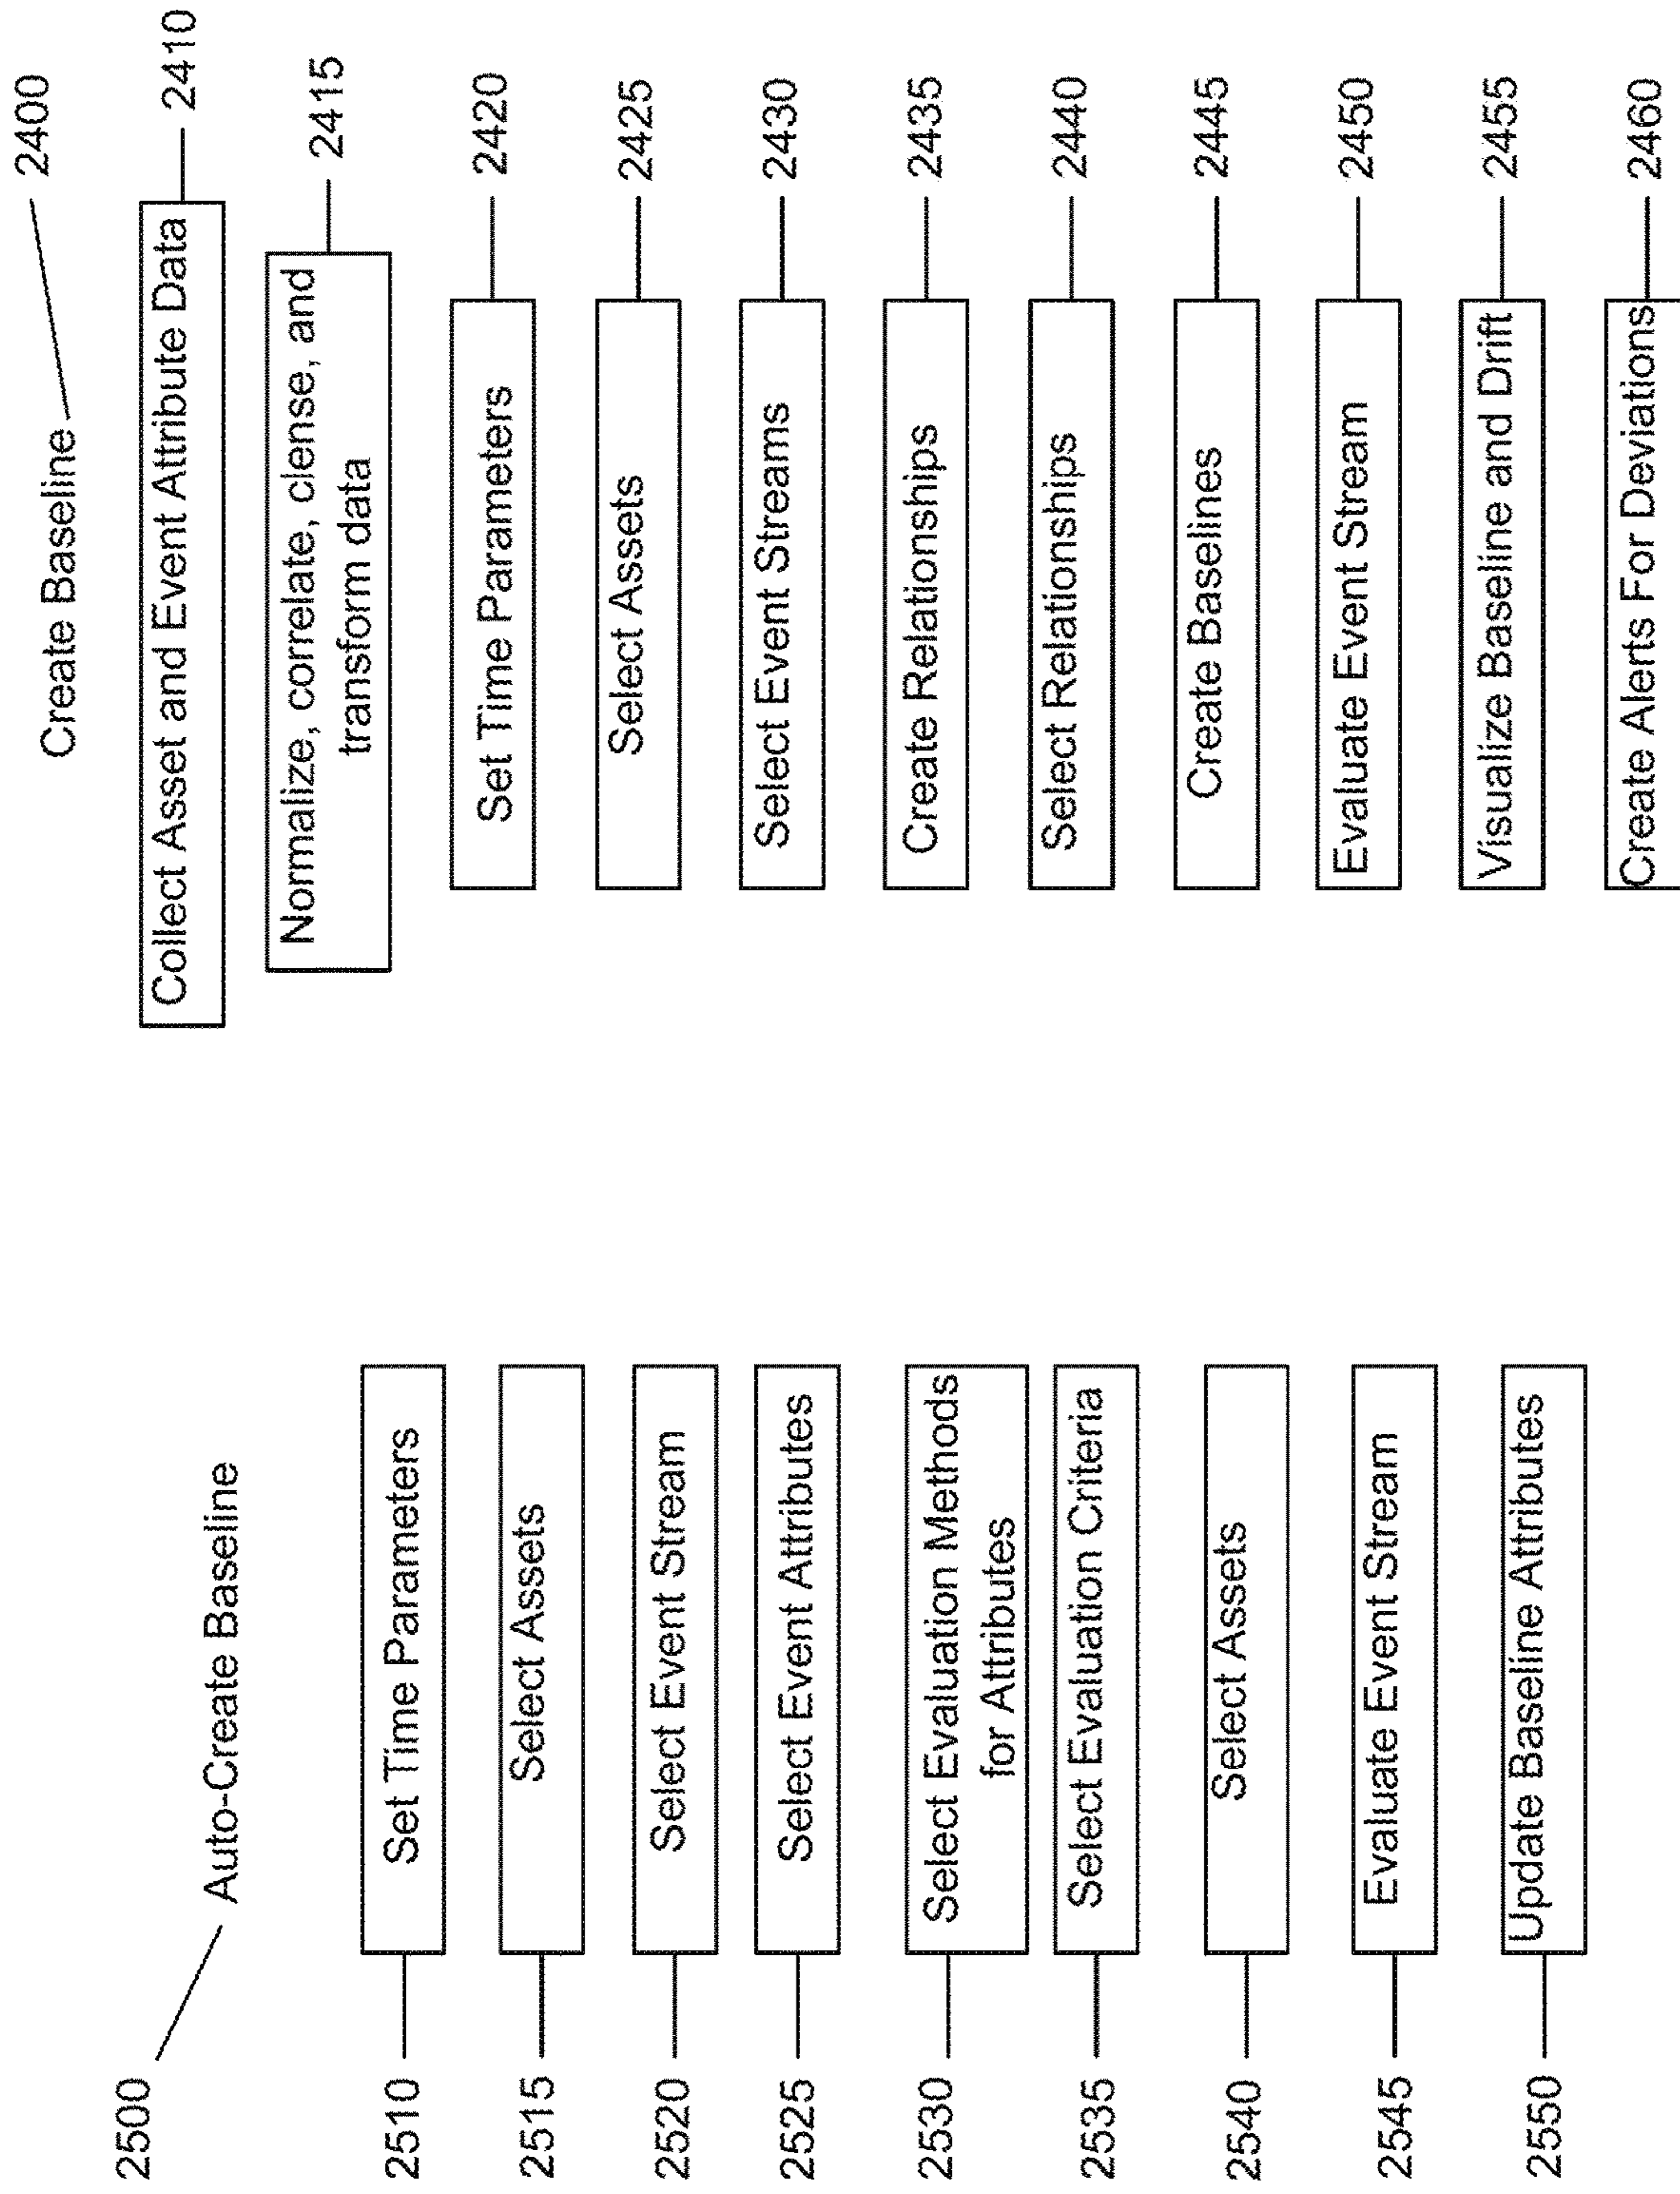 2500
Auto-Create Baseline
2510
Set Time Parameters
2515
Select Assets
2520
Select Event Stream
2525
Select Event Attributes
2530
Select Evaluation Methods
for Attributes
2535
Select Evaluation Criteria
2540
Select Assets
2545
Evaluate Event Stream
2550
Update Baseline Attributes
2400
Create Baseline
Collect Asset and Event Attribute Data
2410
Normalize, correlate, clense, and
transform data
2415
Set Time Parameters
2420
Select Assets
2425
Select Event Streams
2430
Create Relationships
2435
Select Relationships
2440
Create Baselines
2445
Evaluate Event Stream
2450
Visualize Baseline and Drift
2455
Create Alerts For Deviations
2460